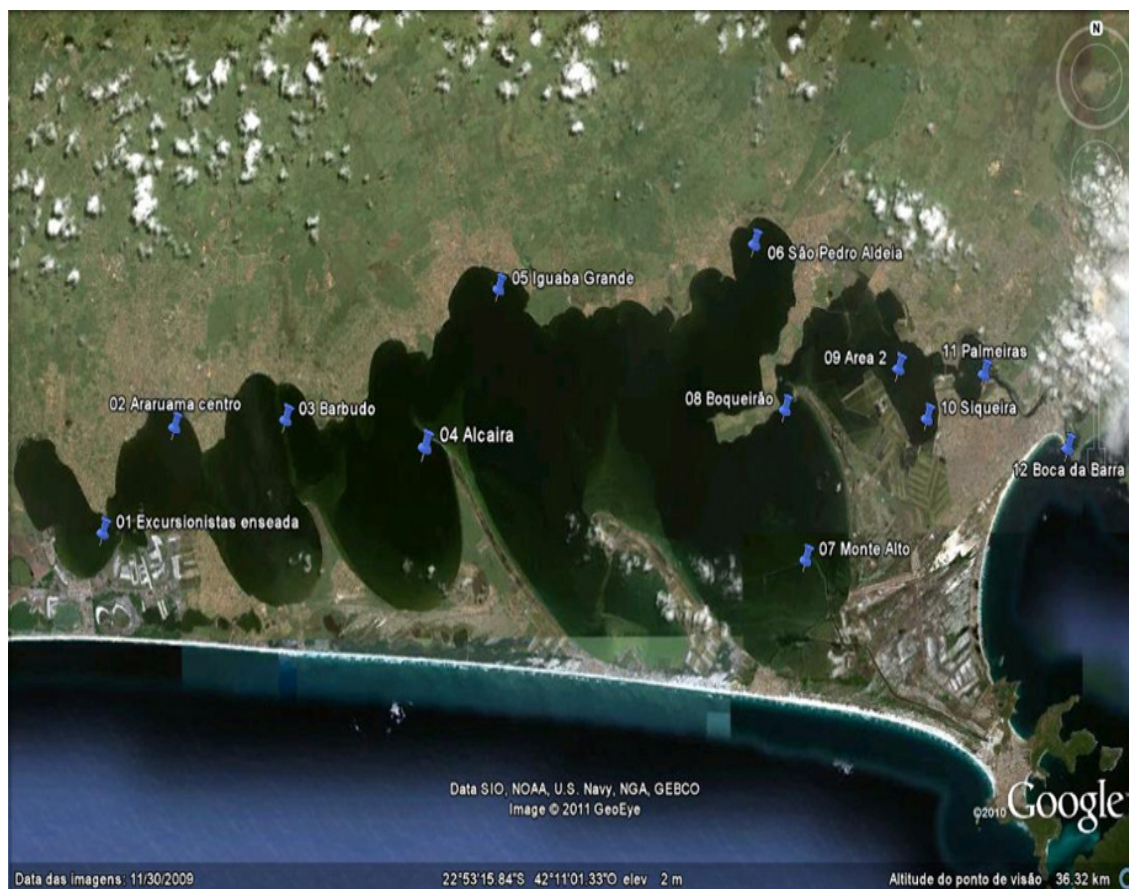 N
06 São Pedro Aldeia
05 Iguaba Grande
09 Area 2
11 Palmeiras
08 Boqueirão
10 Siqueira
02 Araruama centro
03 Barbudo
04 Alcaira
12 Boca da Barra
01 Excursionistas enseada
07 Monte Alto
Data SIO, NOAA, U.S. Navy, NGA, GEBCO
Image © 2011 GeoEye
©2010 Google
Data das imagens: 11/30/2009 22°53'15.84"S 42°11'01.33"O elev 2 m Altitude do ponto de visão 36.32 km